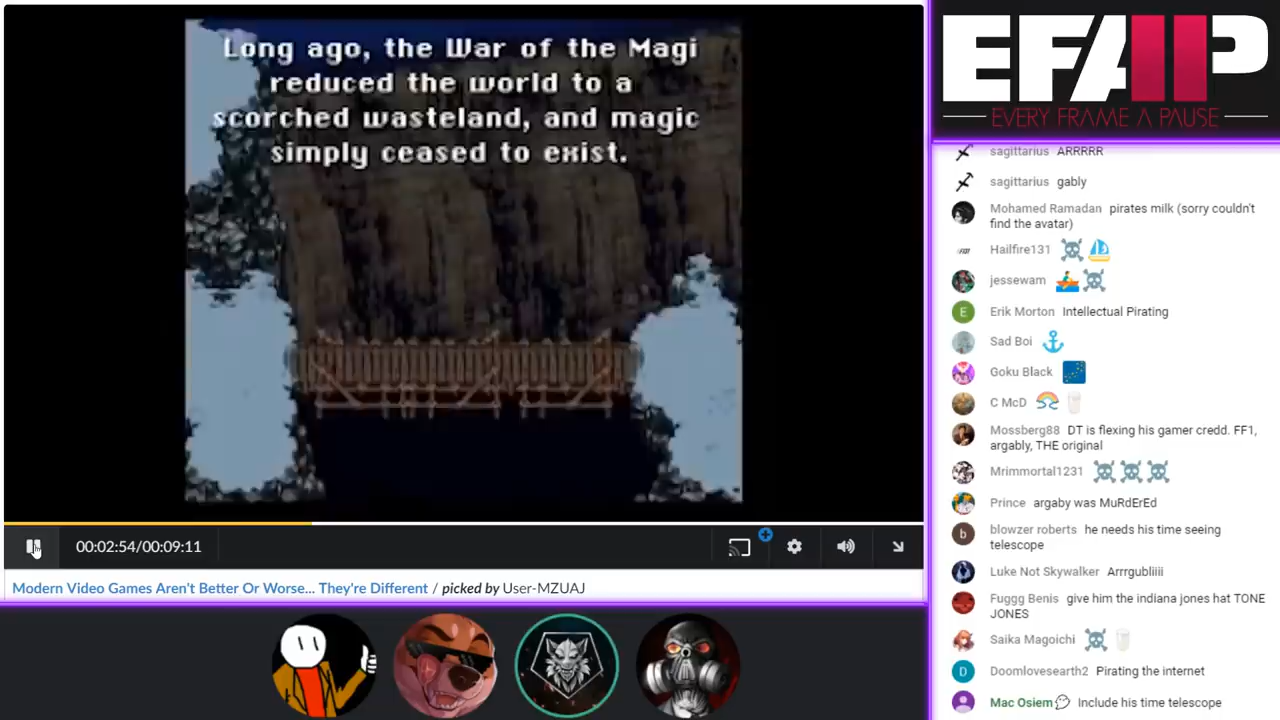 Long ago, the War of the Magi
reduced the world to a
scorched wasteland, and magic
simply ceased to exist.
00:02:54/00:09:11
Modern Video Games Aren't Better Or Worse... They're Different / picked by User-MZUAJ
EFAP
EVERY FRAME A PAUSE
sagittarius ARRRRR
sagittarius gably
Mohamed Ramadan pirates milk (sorry couldn't
find the avatar)
Hailfire131 ☠️⛵
jessewam 🚣☠️
Erik Morton Intellectual Pirating
Sad Boi ⚓
Goku Black 🌌
C McD 🌈🥛
Mossberg88 DT is flexing his gamer credd. FF1,
argably, THE original
Mrimmortal1231 ☠️☠️☠️
Prince argaby was MuRdErEd
blowzer roberts he needs his time seeing
telescope
Luke Not Skywalker Arrrgubliiii
Fuggg Benis give him the indiana jones hat TONE
JONES
Saika Magoichi ☠️🥛
Doomlovesearth2 Pirating the internet
Mac Osiem Include his time telescope